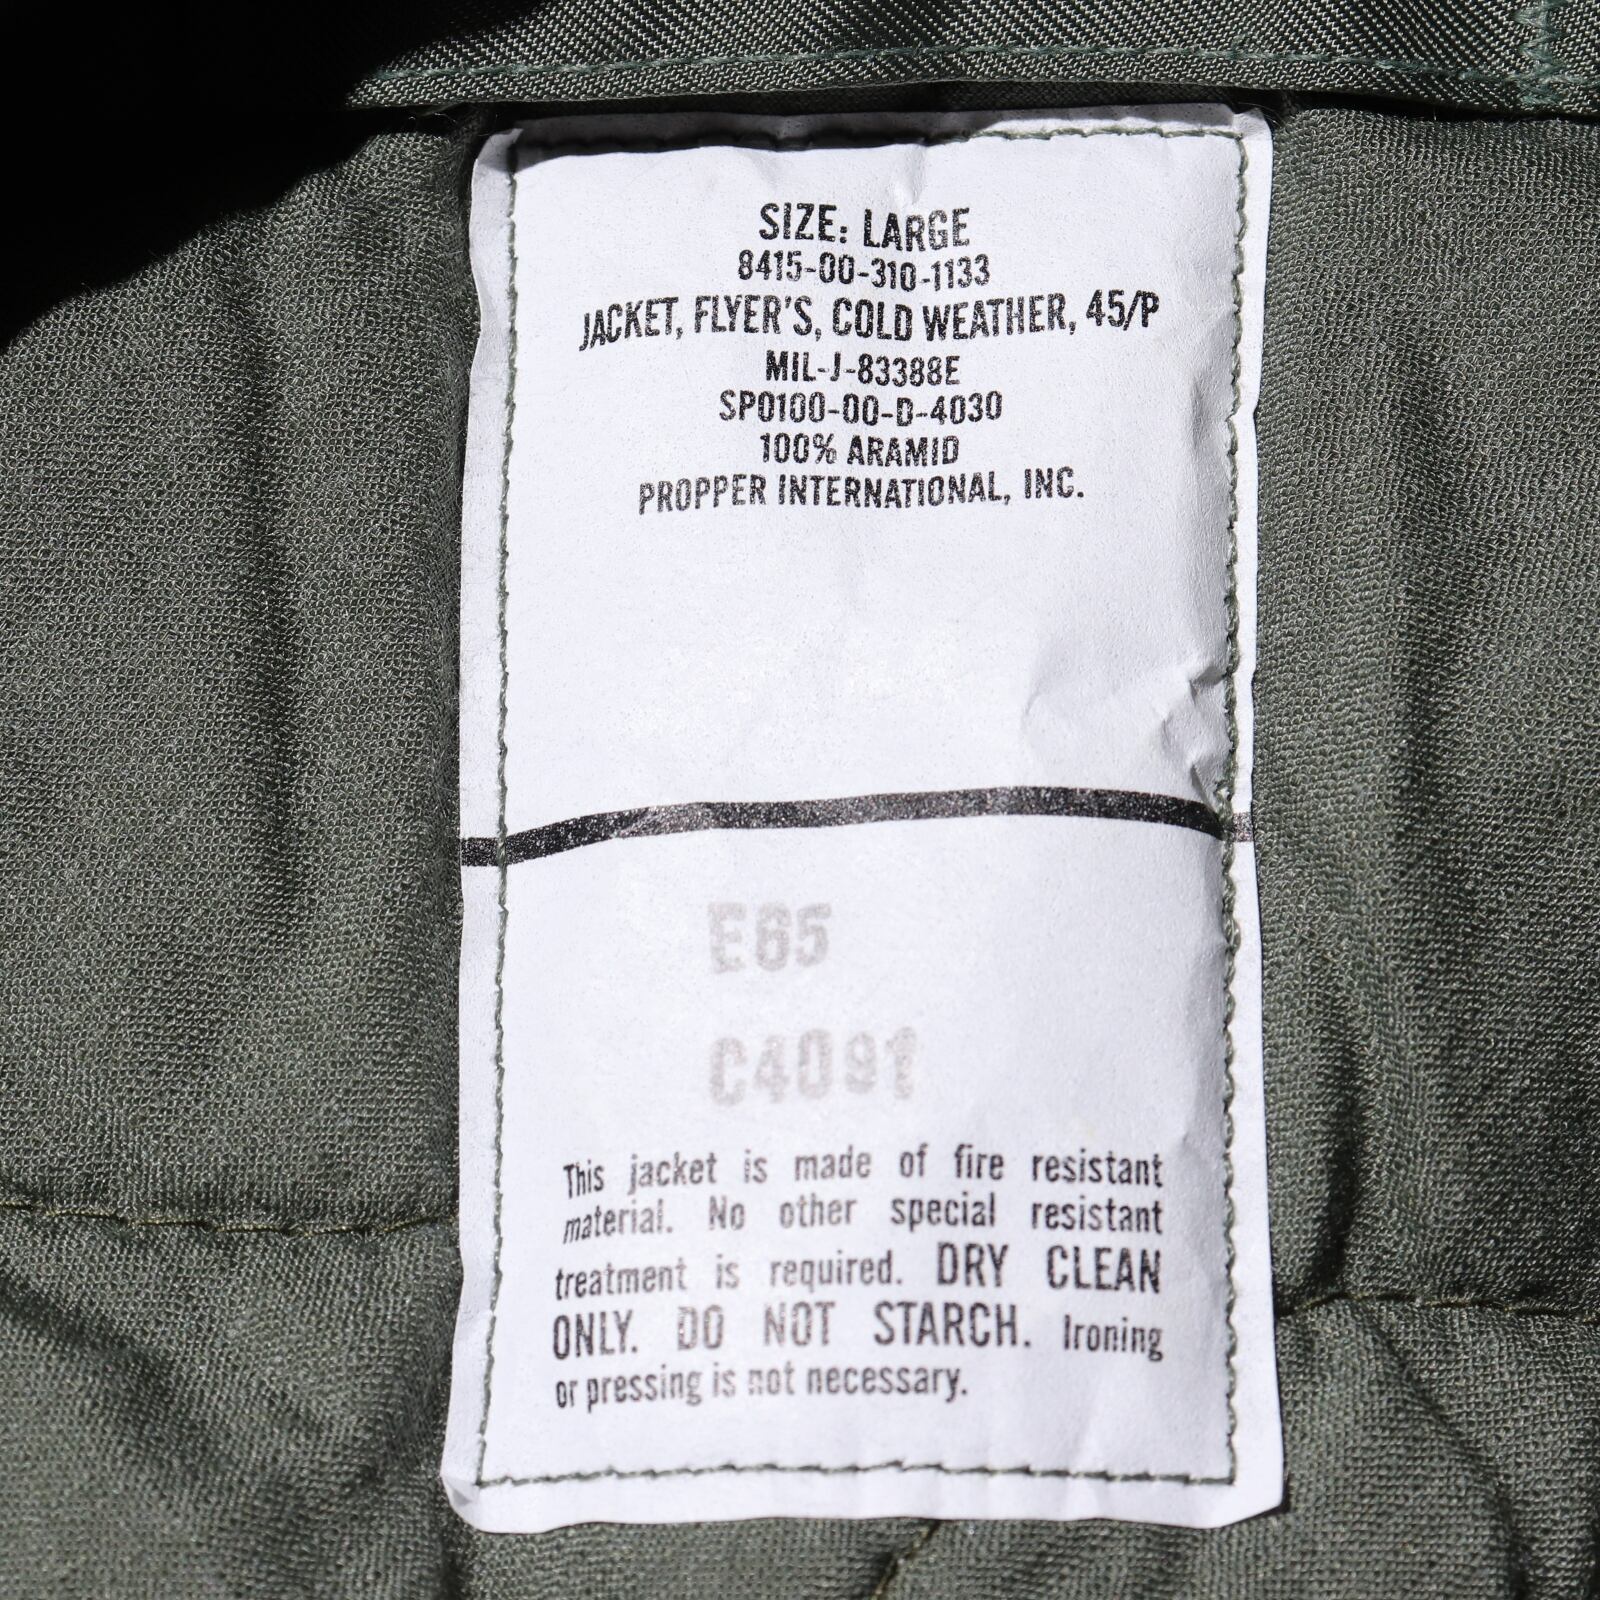 SIZE: LARGE
8415-00-310-1133
JACKET, FLYER'S, COLD WEATHER, 45/P
MIL-J-83388E
SP0100-00-D-4030
100% ARAMID
PROPPER INTERNATIONAL, INC.
E65
C4091
This jacket is made of fire resistant
material. No other special resistant
treatment is required. DRY CLEAN
ONLY. DO NOT STARCH. Ironing
or pressing is not necessary.